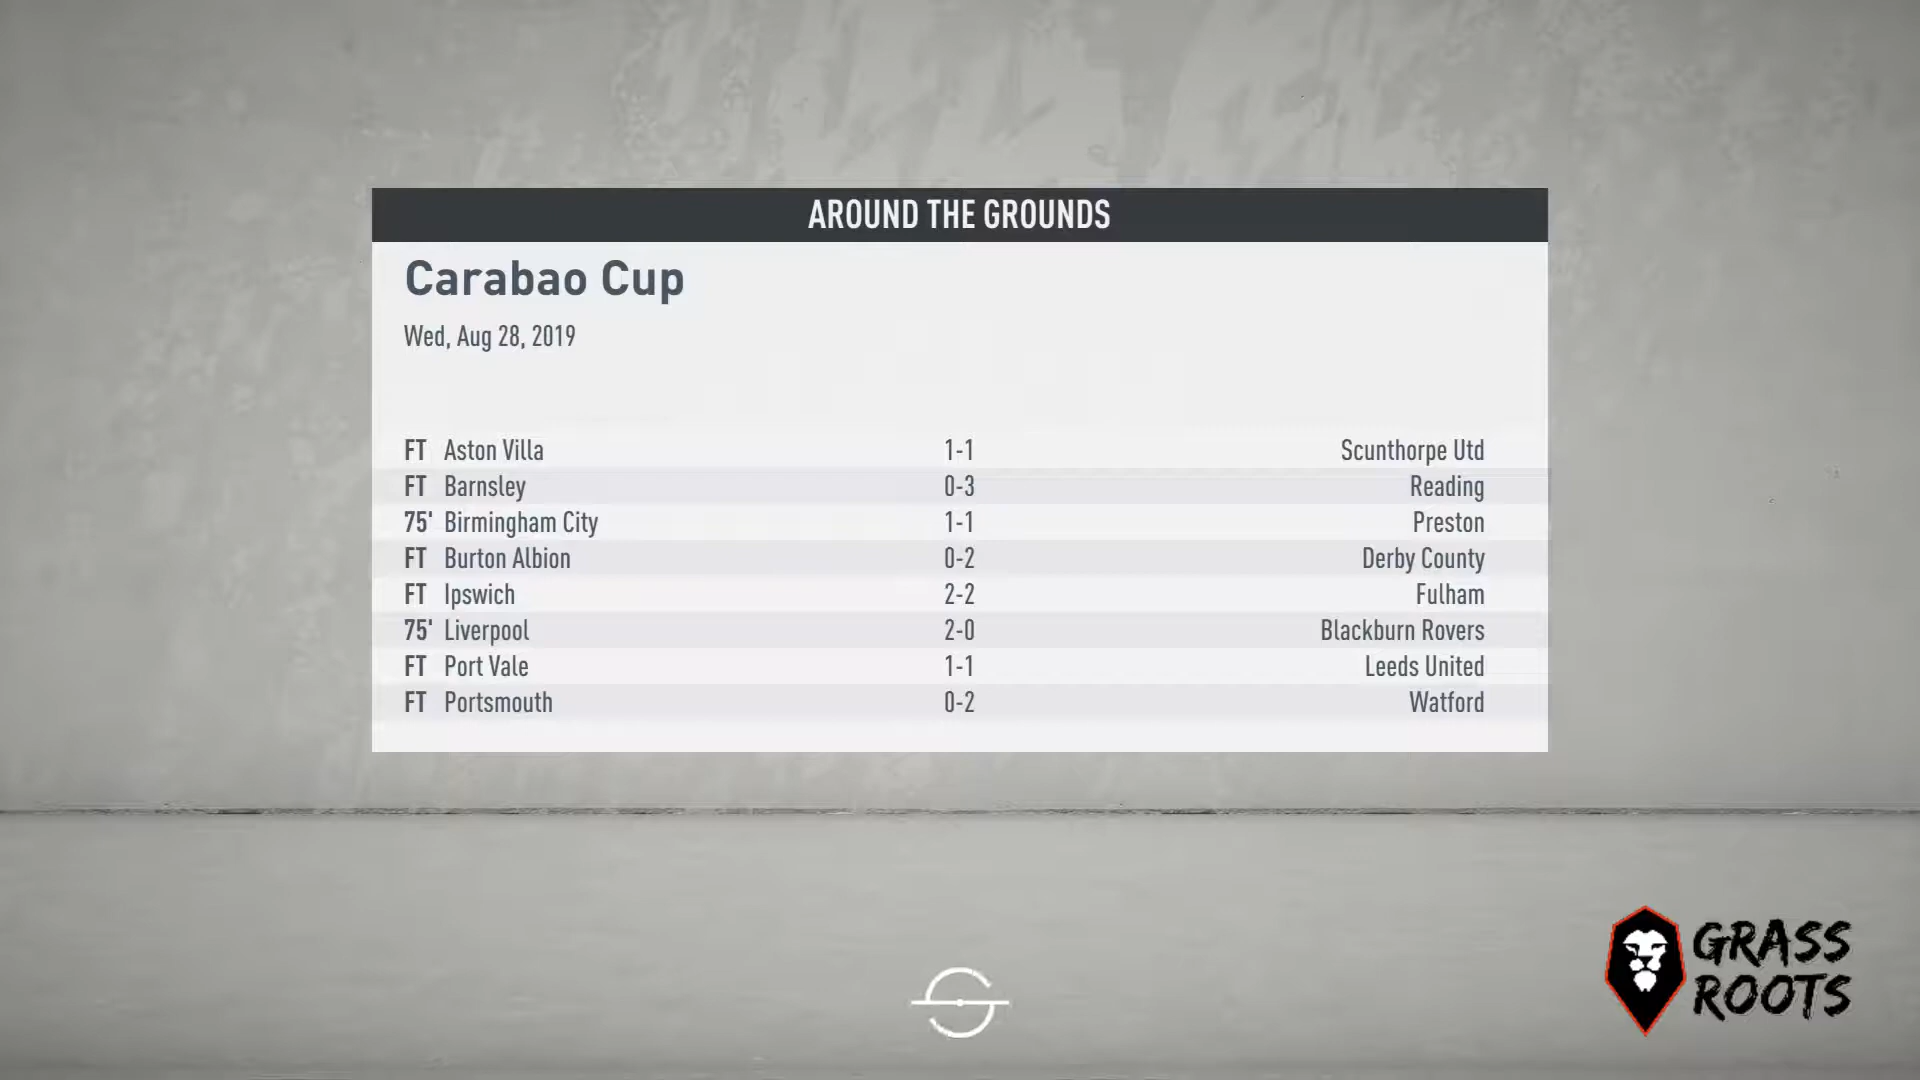 AROUND THE GROUNDS
Carabao Cup
Wed, Aug 28, 2019
FT Aston Villa 1-1 Scunthorpe Utd
FT Barnsley 0-3 Reading
75' Birmingham City 1-1 Preston
FT Burton Albion 0-2 Derby County
FT Ipswich 2-2 Fulham
75' Liverpool 2-0 Blackburn Rovers
FT Port Vale 1-1 Leeds United
FT Portsmouth 0-2 Watford
GRASS
ROOTS